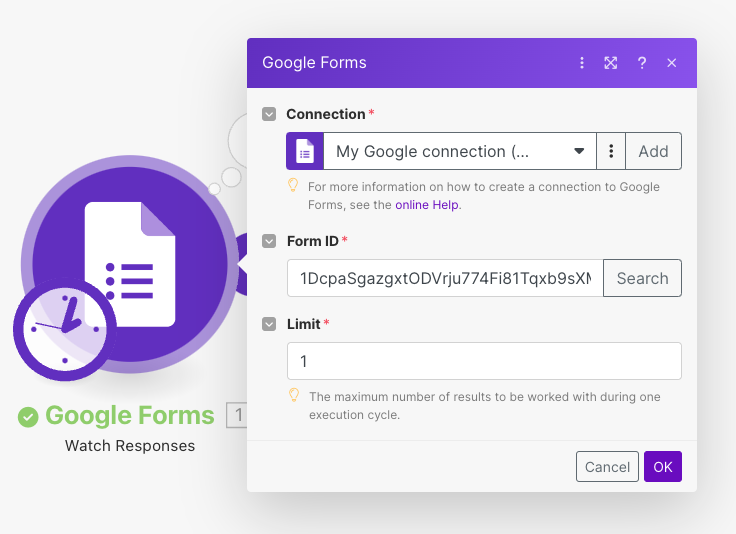 Google Forms
?
Connection *
My Google connection (...
Add
For more information on how to create a connection to Google
Forms, see the online Help.
Form ID *
1DcpaSgazgxtODVrju774Fi81Tqxb9sXM
Search
Limit *
1
The maximum number of results to be worked with during one
execution cycle.
Cancel
OK
Google Forms
1
Watch Responses